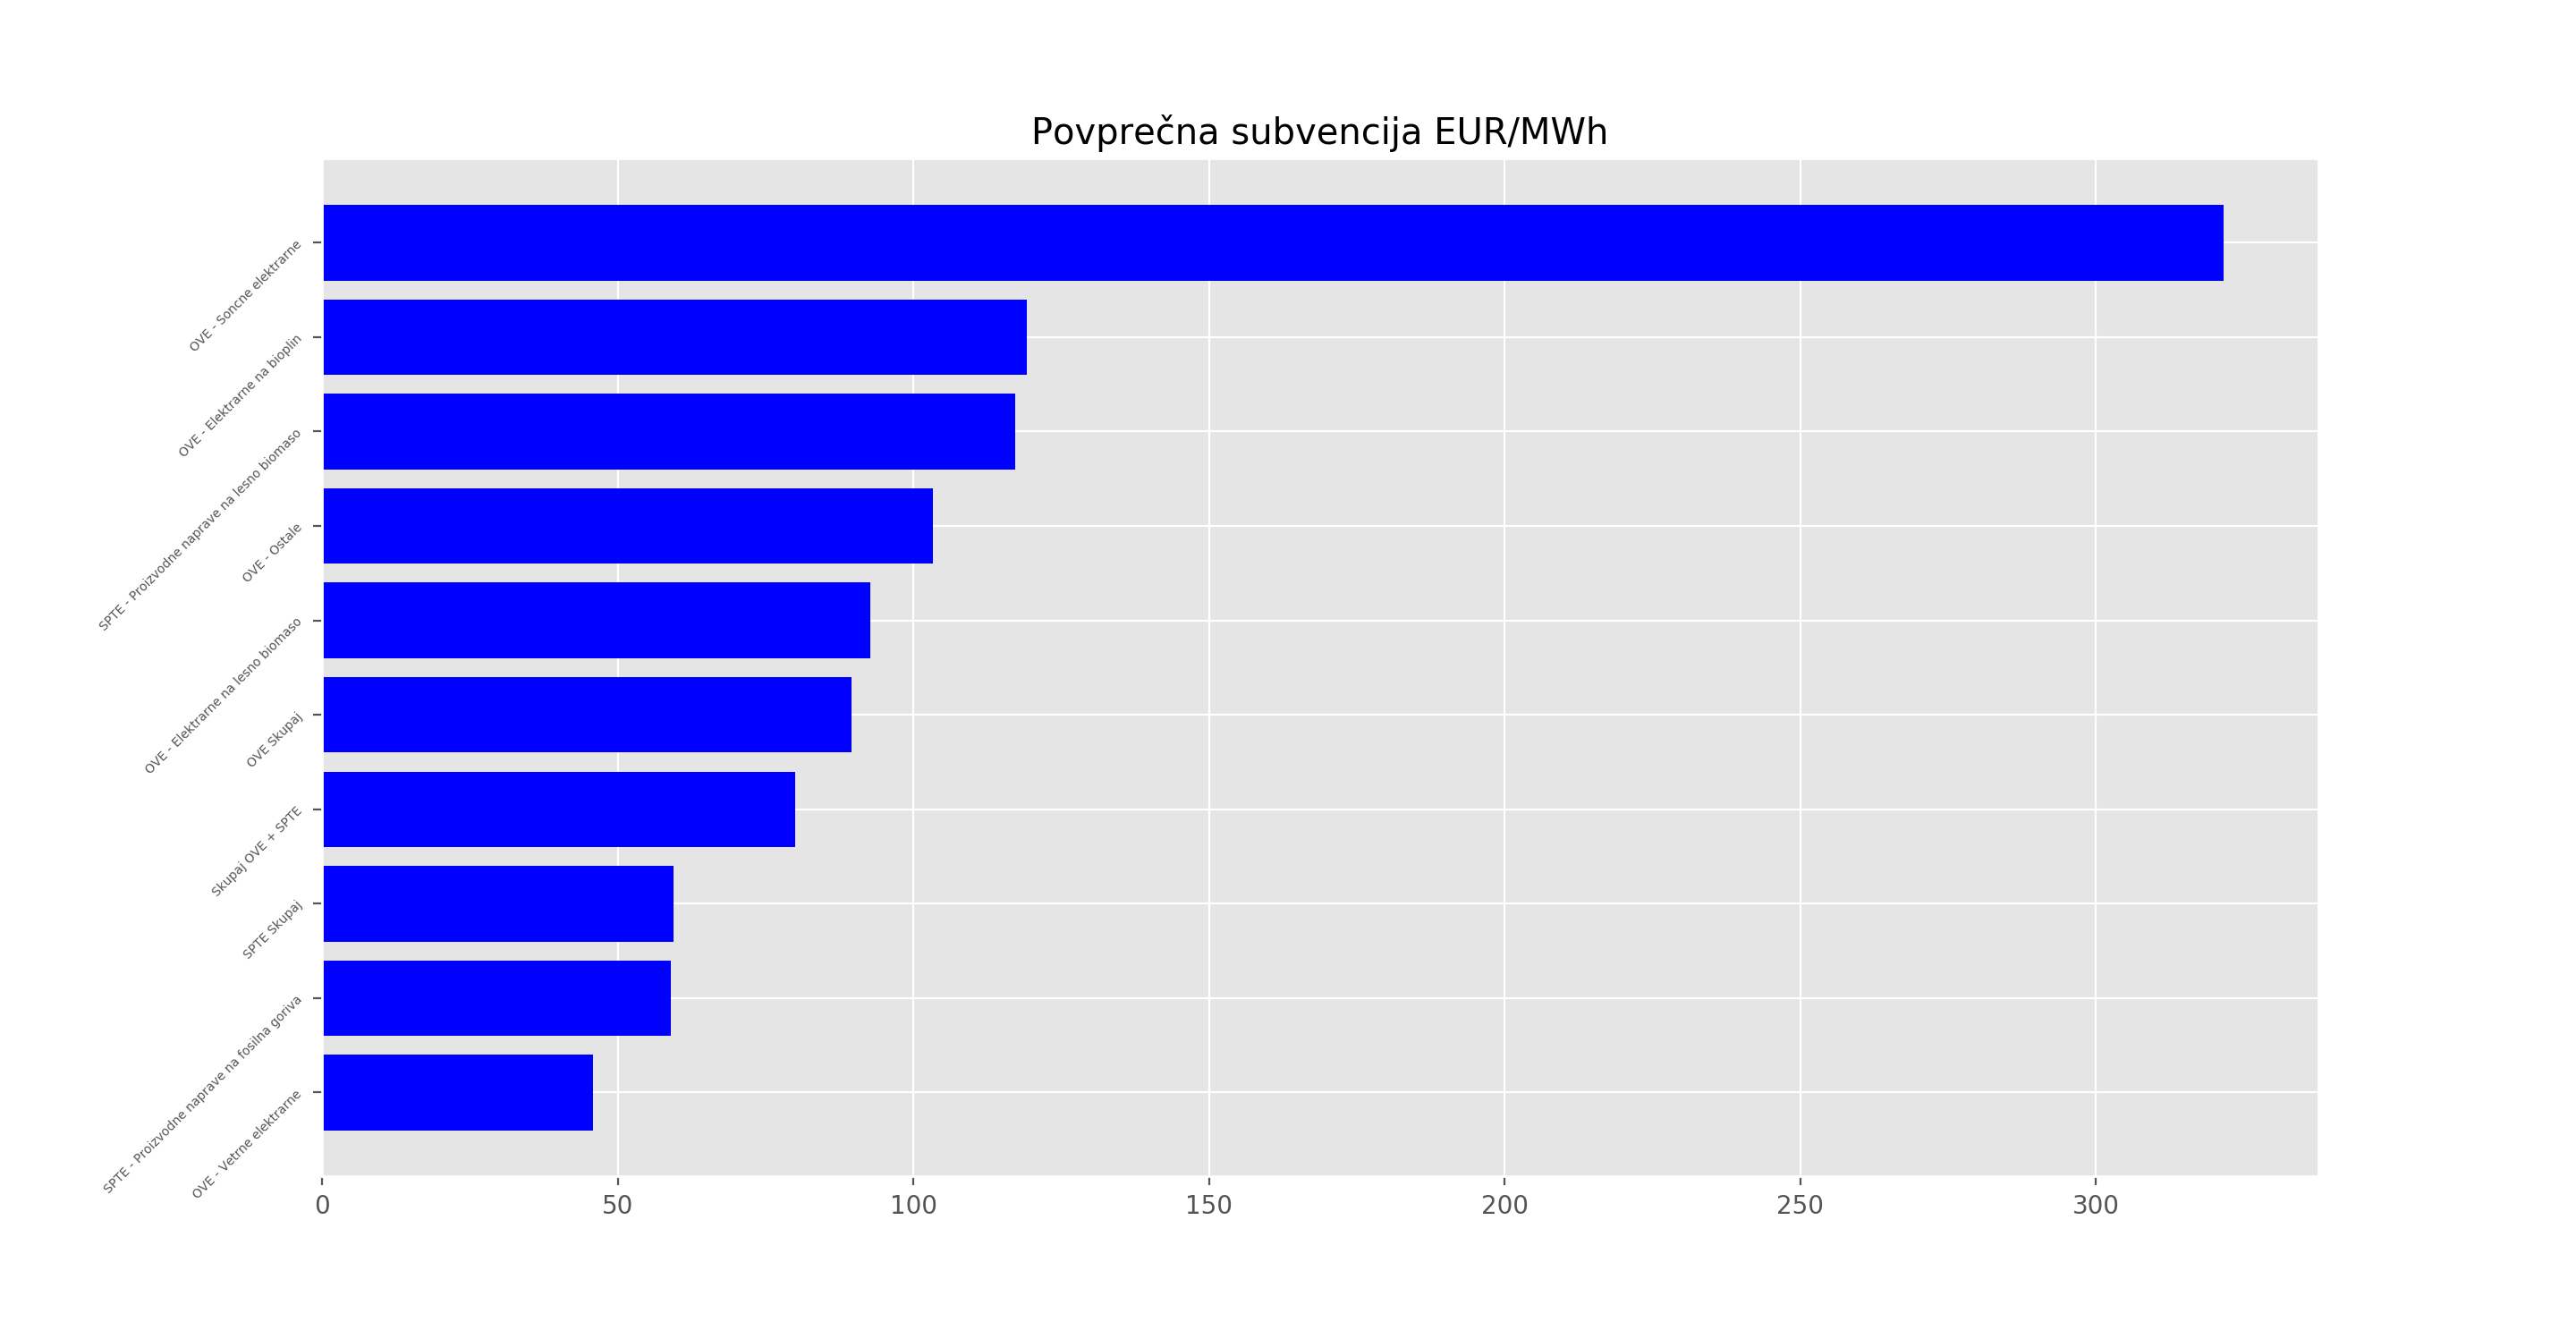 Povprečna subvencija EUR/MWh
OVE - Soncne elektrarne
OVE - Elektrarne na bioplin
SPTE - Proizvodne naprave na lesno biomaso
OVE - Ostale
OVE - Elektrarne na lesno biomaso
OVE Skupaj
Skupaj OVE + SPTE
SPTE Skupaj
SPTE - Proizvodne naprave na fosilna goriva
OVE - Vetrne elektrarne
0 50 100 150 200 250 300